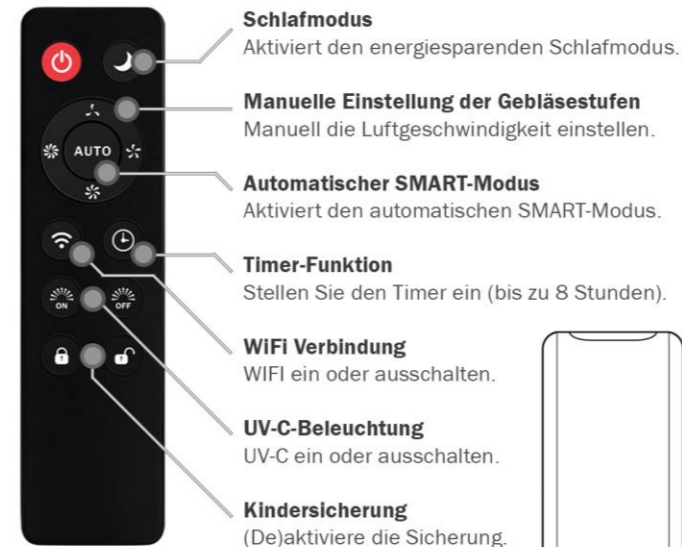 Schlafmodus
Aktiviert den energiesparenden Schlafmodus.
Manuelle Einstellung der Gebläsestufen
Manuell die Luftgeschwindigkeit einstellen.
AUTO
Automatischer SMART-Modus
Aktiviert den automatischen SMART-Modus.
Timer-Funktion
Stellen Sie den Timer ein (bis zu 8 Stunden).
ON
OFF
WiFi Verbindung
WIFI ein oder ausschalten.
UV-C-Beleuchtung
UV-C ein oder ausschalten.
Kindersicherung
(De)aktiviere die Sicherung.